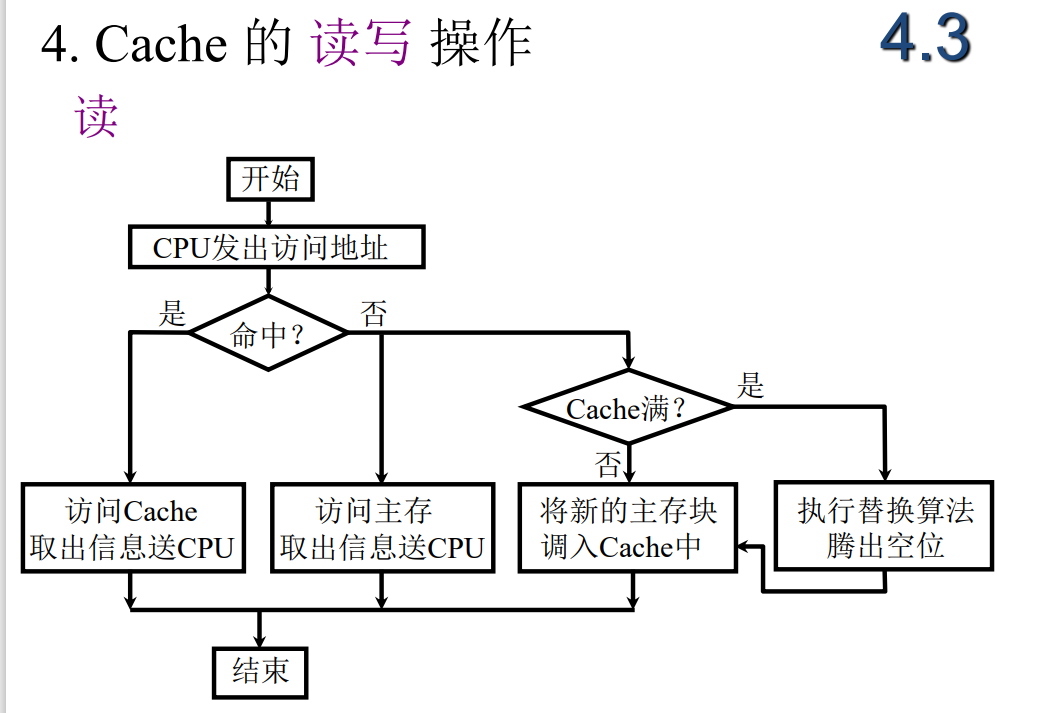 4. Cache 的 读写 操作
4.3
读
开始
CPU发出访问地址
命中？
是
否
Cache满？
是
否
访问Cache
取出信息送CPU
访问主存
取出信息送CPU
将新的主存块
调入Cache中
执行替换算法
腾出空位
结束